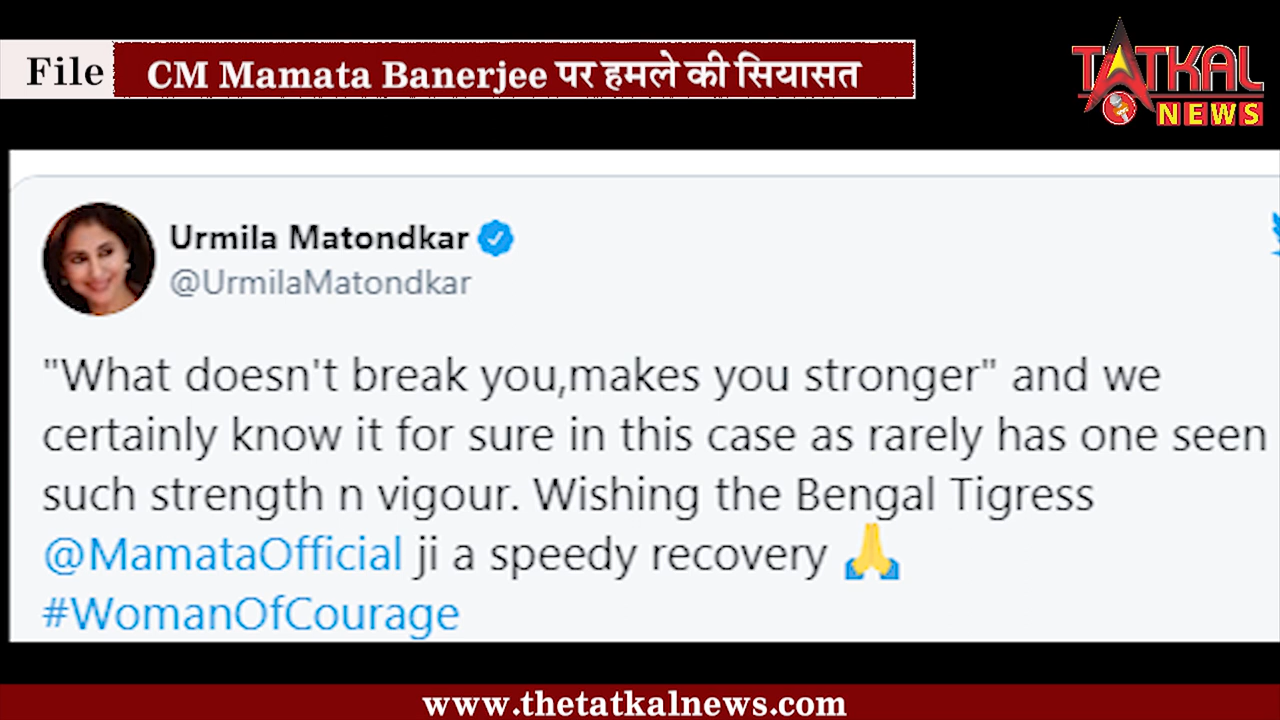 File
CM Mamata Banerjee पर हमले की सियासत
TATKAL
NEWS
Urmila Matondkar
@UrmilaMatondkar
"What doesn't break you,makes you stronger" and we
certainly know it for sure in this case as rarely has one seen
such strength n vigour. Wishing the Bengal Tigress
@MamataOfficial ji a speedy recovery 🙏
#WomanOfCourage
www.thetatkalnews.com